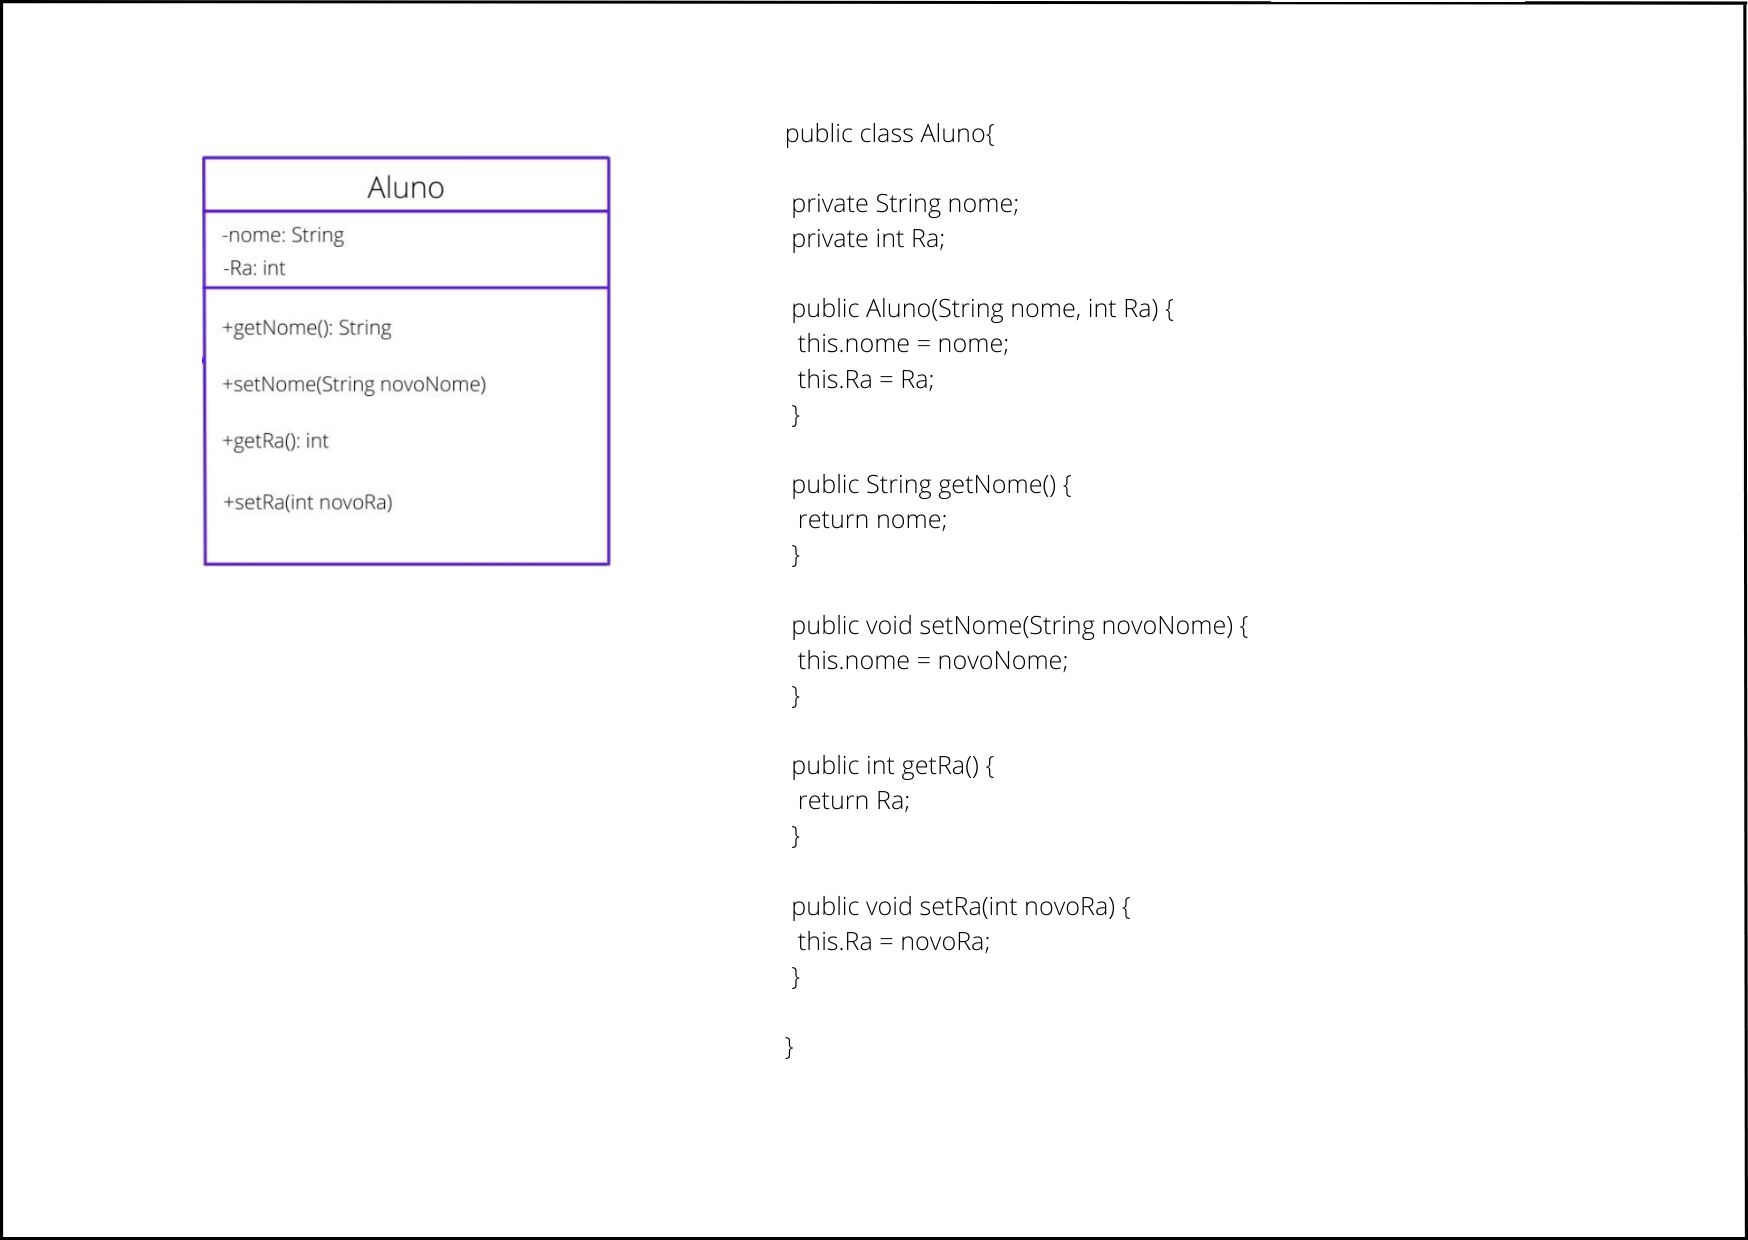 Aluno
-nome: String
-Ra: int
+getNome(): String
+setNome(String novoNome)
+getRa(): int
+setRa(int novoRa)
public class Aluno{
private String nome;
private int Ra;
public Aluno(String nome, int Ra) {
this.nome = nome;
this.Ra = Ra;
}
public String getNome() {
return nome;
}
public void setNome(String novoNome) {
this.nome = novoNome;
}
public int getRa() {
return Ra;
}
public void setRa(int novoRa) {
this.Ra = novoRa;
}
}